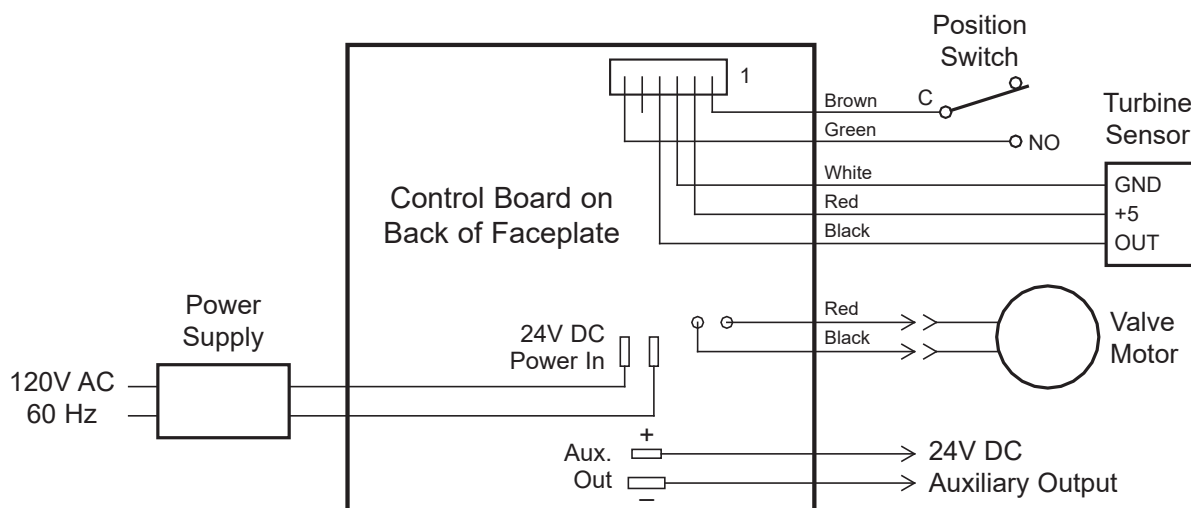 Position
Switch
1
Brown
C
Turbine
Sensor
Green
NO
White
GND
Control Board on
Back of Faceplate
Red
+5
Black
OUT
Power
Supply
24V DC
Power In
Red
Black
Valve
Motor
120V AC
60 Hz
+
Aux.
Out
–
24V DC
Auxiliary Output